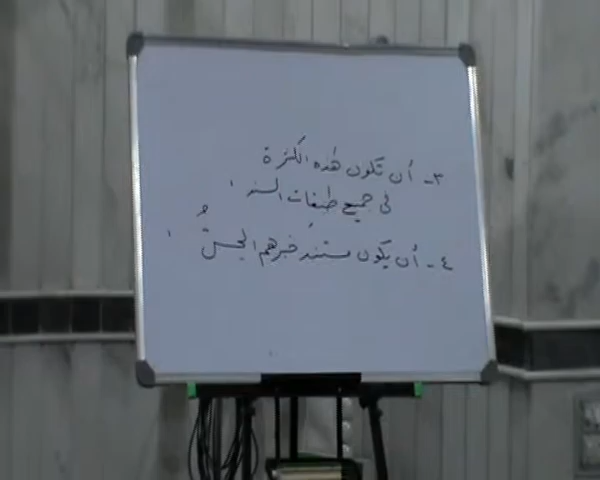 ٣- أن تكون هذه الكثرة
في جميع طبقات السند
٤- أن يكون مستند خبرهم الحسُّ